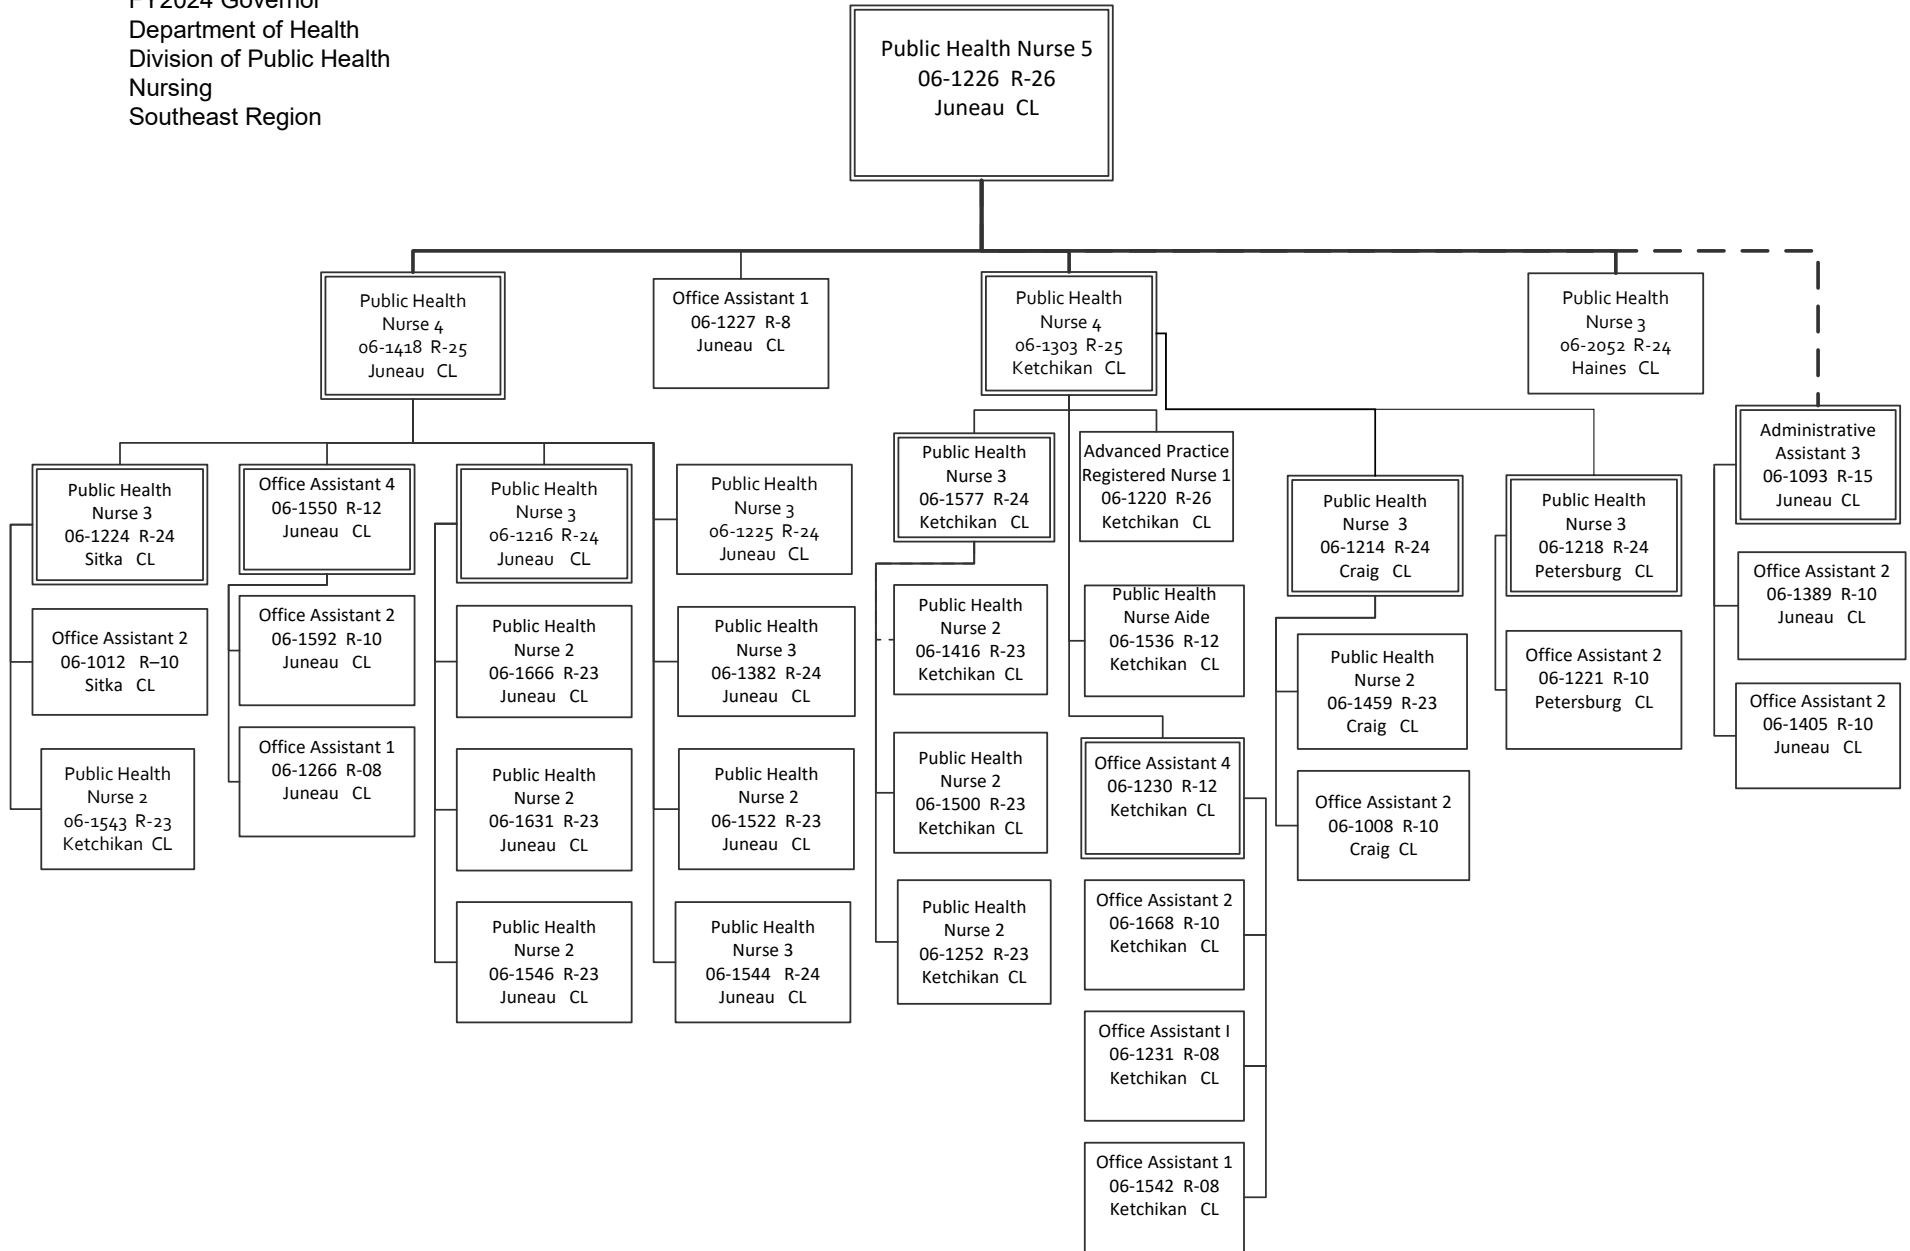 FY2024 Governor
Department of Health
Division of Public Health
Nursing
Southeast Region
Public Health Nurse 5
06-1226 R-26
Juneau CL
Public Health
Nurse 4
06-1418 R-25
Juneau CL
Office Assistant 1
06-1227 R-8
Juneau CL
Public Health
Nurse 4
06-1303 R-25
Ketchikan CL
Public Health
Nurse 3
06-2052 R-24
Haines CL
Administrative
Assistant 3
06-1093 R-15
Juneau CL
Public Health
Nurse 3
06-1224 R-24
Sitka CL
Office Assistant 4
06-1550 R-12
Juneau CL
Public Health
Nurse 3
06-1216 R-24
Juneau CL
Public Health
Nurse 3
06-1225 R-24
Juneau CL
Public Health
Nurse 3
06-1577 R-24
Ketchikan CL
Advanced Practice
Registered Nurse 1
06-1220 R-26
Ketchikan CL
Public Health
Nurse 3
06-1214 R-24
Craig CL
Public Health
Nurse 3
06-1218 R-24
Petersburg CL
Office Assistant 2
06-1389 R-10
Juneau CL
Office Assistant 2
06-1012 R–10
Sitka CL
Office Assistant 2
06-1592 R-10
Juneau CL
Public Health
Nurse 2
06-1666 R-23
Juneau CL
Public Health
Nurse 3
06-1382 R-24
Juneau CL
Public Health
Nurse 2
06-1416 R-23
Ketchikan CL
Public Health
Nurse Aide
06-1536 R-12
Ketchikan CL
Public Health
Nurse 2
06-1459 R-23
Craig CL
Office Assistant 2
06-1221 R-10
Petersburg CL
Office Assistant 2
06-1405 R-10
Juneau CL
Public Health
Nurse 2
06-1543 R-23
Ketchikan CL
Office Assistant 1
06-1266 R-08
Juneau CL
Public Health
Nurse 2
06-1631 R-23
Juneau CL
Public Health
Nurse 2
06-1522 R-23
Juneau CL
Public Health
Nurse 2
06-1500 R-23
Ketchikan CL
Office Assistant 4
06-1230 R-12
Ketchikan CL
Office Assistant 2
06-1008 R-10
Craig CL
Public Health
Nurse 2
06-1546 R-23
Juneau CL
Public Health
Nurse 3
06-1544 R-24
Juneau CL
Public Health
Nurse 2
06-1252 R-23
Ketchikan CL
Office Assistant 2
06-1668 R-10
Ketchikan CL
Office Assistant I
06-1231 R-08
Ketchikan CL
Office Assistant 1
06-1542 R-08
Ketchikan CL